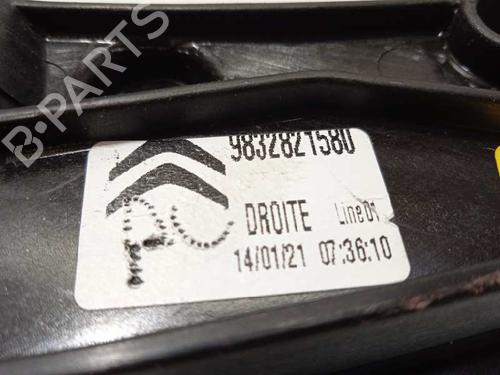 B-PARTS
9832821580
DROITE Line01
14/01/21 07:36:10